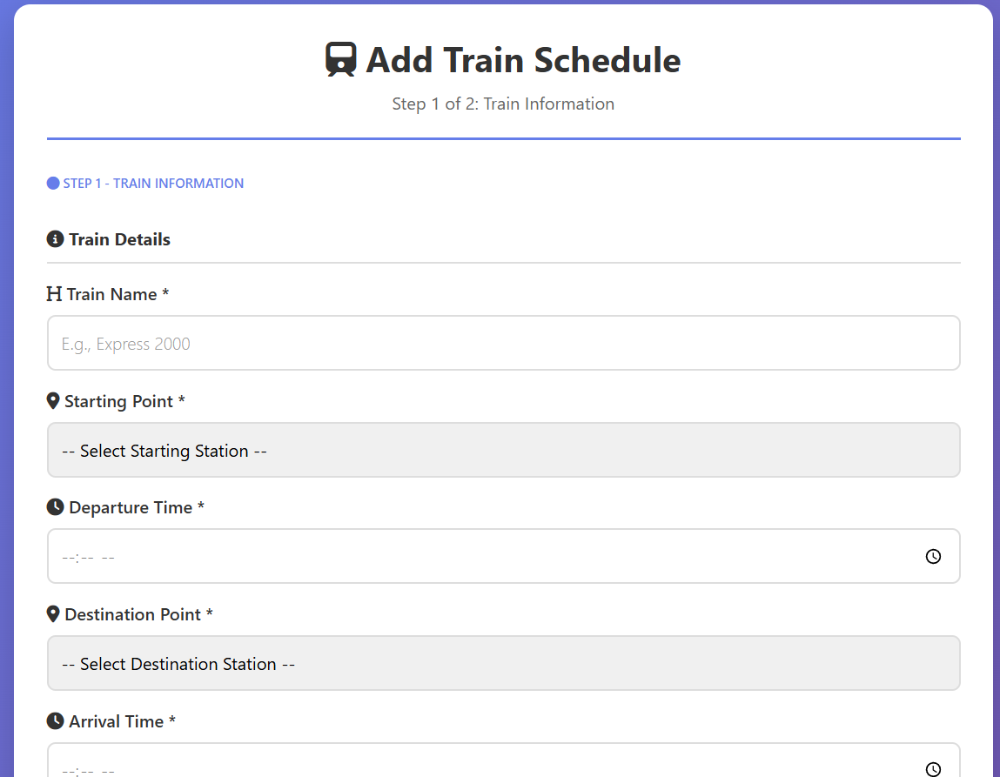 Add Train Schedule
Step 1 of 2: Train Information
STEP 1 - TRAIN INFORMATION
Train Details
Train Name *
E.g., Express 2000
Starting Point *
-- Select Starting Station --
Departure Time *
--:-- --
Destination Point *
-- Select Destination Station --
Arrival Time *
--:-- --